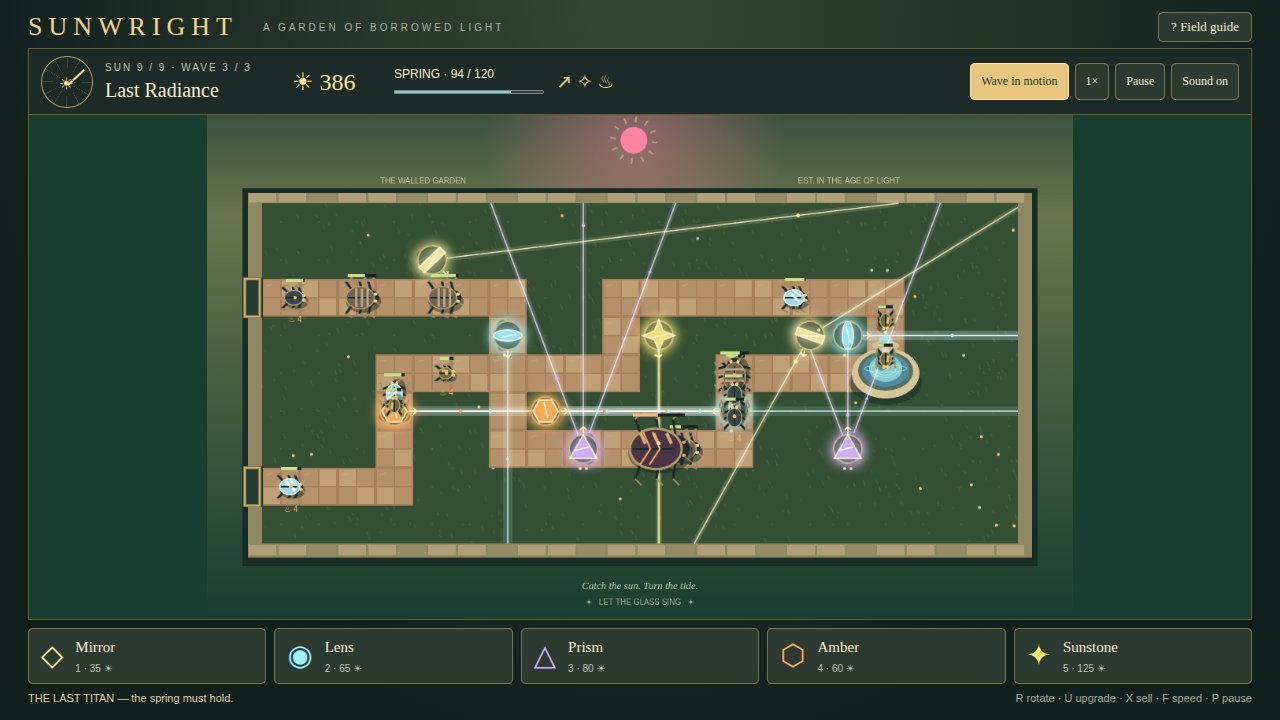 SUNWRIGHT
A GARDEN OF BORROWED LIGHT
? Field guide
SUN 9 / 9 · WAVE 3 / 3
Last Radiance
☀ 386
SPRING · 94 / 120
↗ ✧ ♨
Wave in motion
1×
Pause
Sound on
THE WALLED GARDEN
EST. IN THE AGE OF LIGHT
♨ 4
♨ 4
♨ 4
Catch the sun. Turn the tide.
✦ LET THE GLASS SING ✦
Mirror
1 · 35 ☀
Lens
2 · 65 ☀
Prism
3 · 80 ☀
Amber
4 · 60 ☀
Sunstone
5 · 125 ☀
THE LAST TITAN — the spring must hold.
R rotate · U upgrade · X sell · F speed · P pause